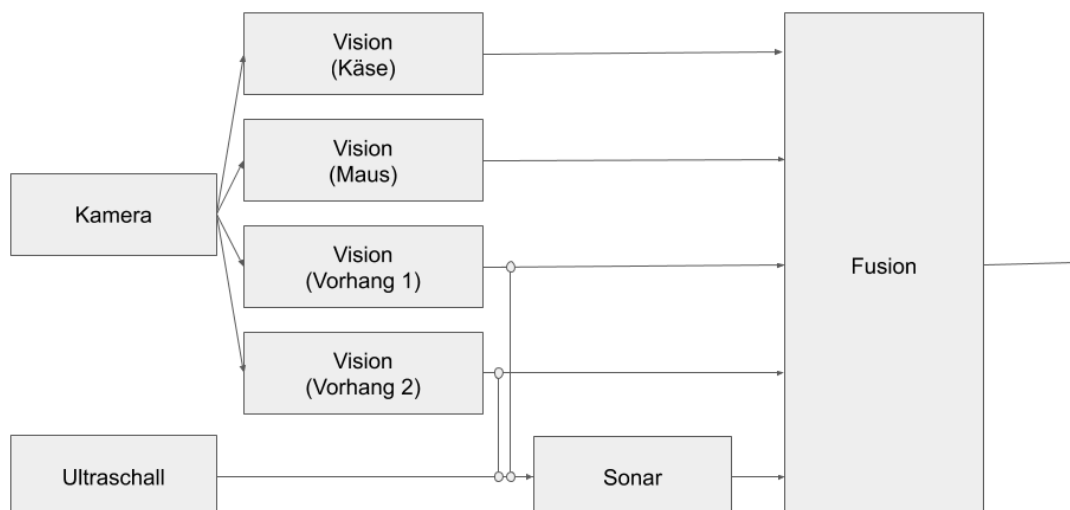 Vision
(Käse)
Vision
(Maus)
Kamera
Vision
(Vorhang 1)
Fusion
Vision
(Vorhang 2)
Ultraschall
Sonar